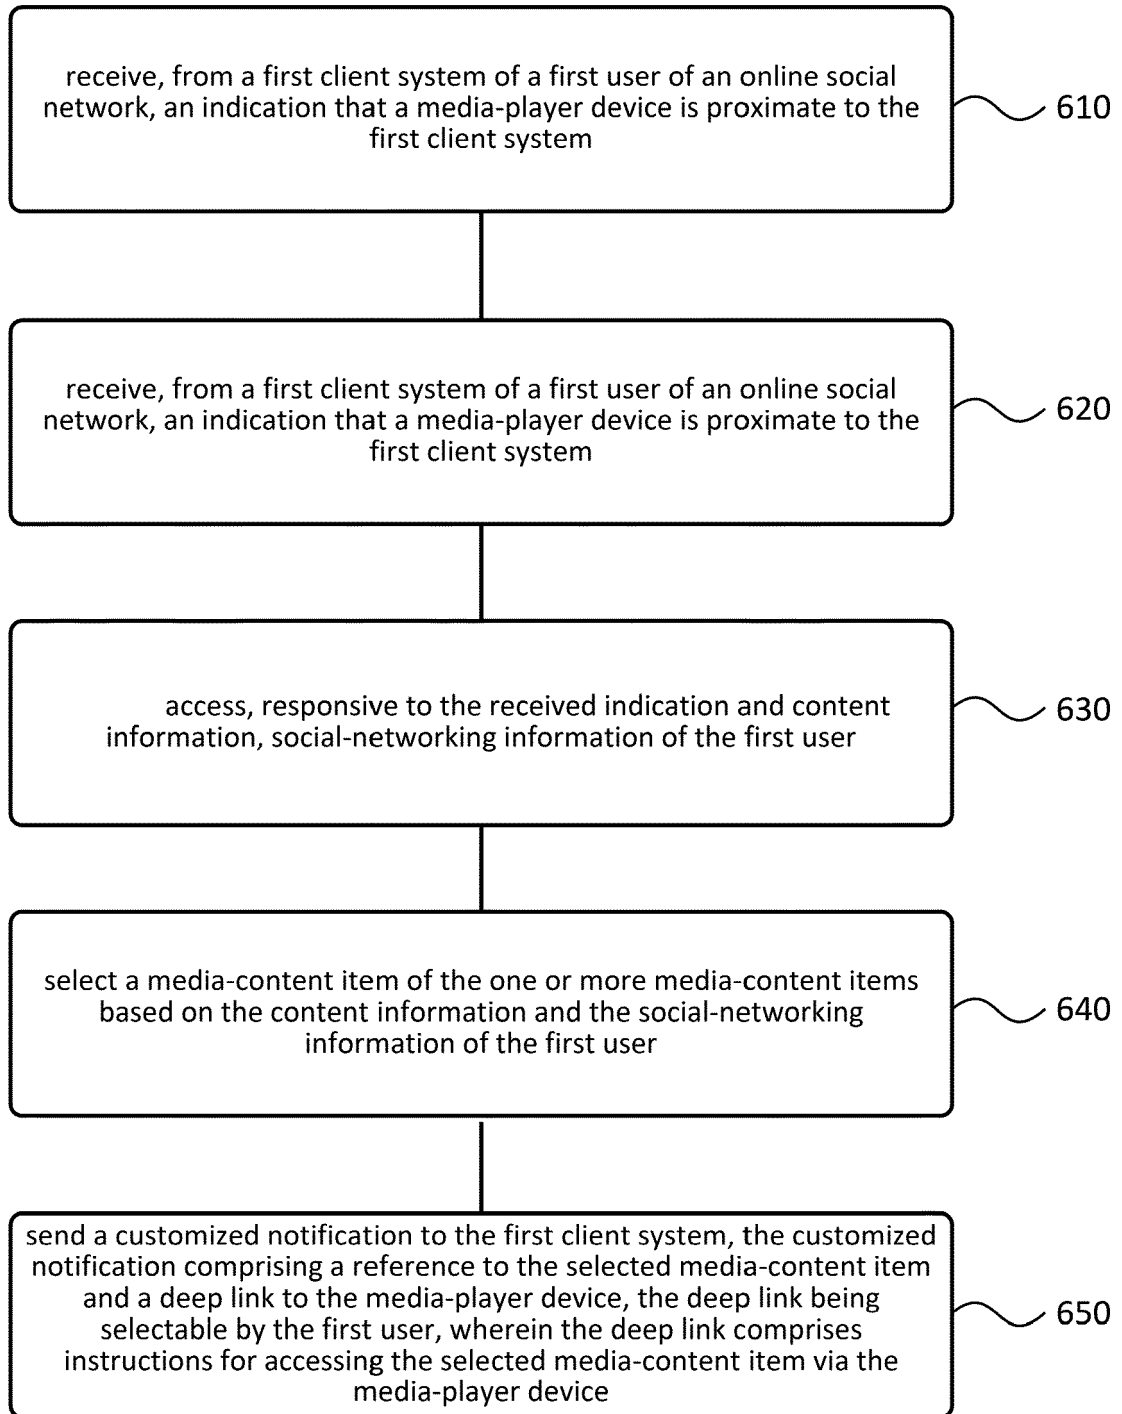 receive, from a first client system of a first user of an online social
network, an indication that a media-player device is proximate to the
first client system
610
receive, from a first client system of a first user of an online social
network, an indication that a media-player device is proximate to the
first client system
620
access, responsive to the received indication and content
information, social-networking information of the first user
630
select a media-content item of the one or more media-content items
based on the content information and the social-networking
information of the first user
640
send a customized notification to the first client system, the customized
notification comprising a reference to the selected media-content item
and a deep link to the media-player device, the deep link being
selectable by the first user, wherein the deep link comprises
instructions for accessing the selected media-content item via the
media-player device
650